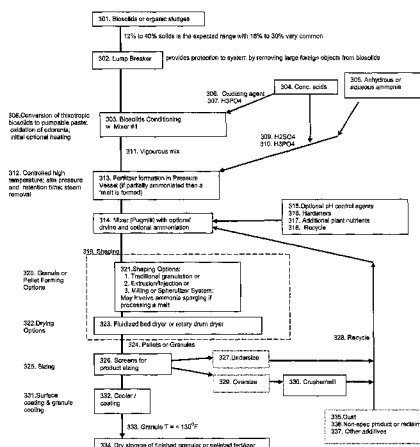 301. Biosolids or organic sludges
12% to 40% solids is the expected range with 16% to 30% very common
302. Lump Breaker
provides protection to system by removing large foreign objects from biosolids
305. Anhydrous or
aqueous ammonia
304. Conc. acids
306. Oxidizing agent
307. H3PO4
308.Conversion of thixotropic
biosolids to pumpable paste;
oxidation of odorants;
initial optional heating
303. Biosolids Conditioning
Mixer #1
309. H2SO4
310. H3PO4
311. Vigourous mix
312. Controlled high
temperature; sita pressure
and retention time; steam
removal
313. Fertilizer formation in Pressure
Vessel (if partially ammoniated then a
melt is formed)
314. Mixer (Pugmill) with optional
drying and optional ammoniation
315.Optional pH control agents
316. Hardeners
317. Additional plant nutrients
318. Recycle
319. Shaping
320. Granule or
Pellet Forming
Options
321.Shaping Options:
1. Traditional granulation or
2. Extrusion/Injection or
3. Milling or Spherulizer System;
May involve ammonia sparging if
processing a melt
322.Drying
Options
323. Fluidized bed dryer or rotary drum dryer
324. Pellets or Granules
328. Recycle
325. Sizing
326. Screens for
product sizing
327. Undersize
329. Oversize
330. Crushermill
331.Surface
coating & granule
cooling
332. Cooler /
coating
333. Granule T = < 130°F
335.Dust
336.Non-spec product or reclaim
337. Other additives
334. Dry storage of finished granular or pelleted fertilizer